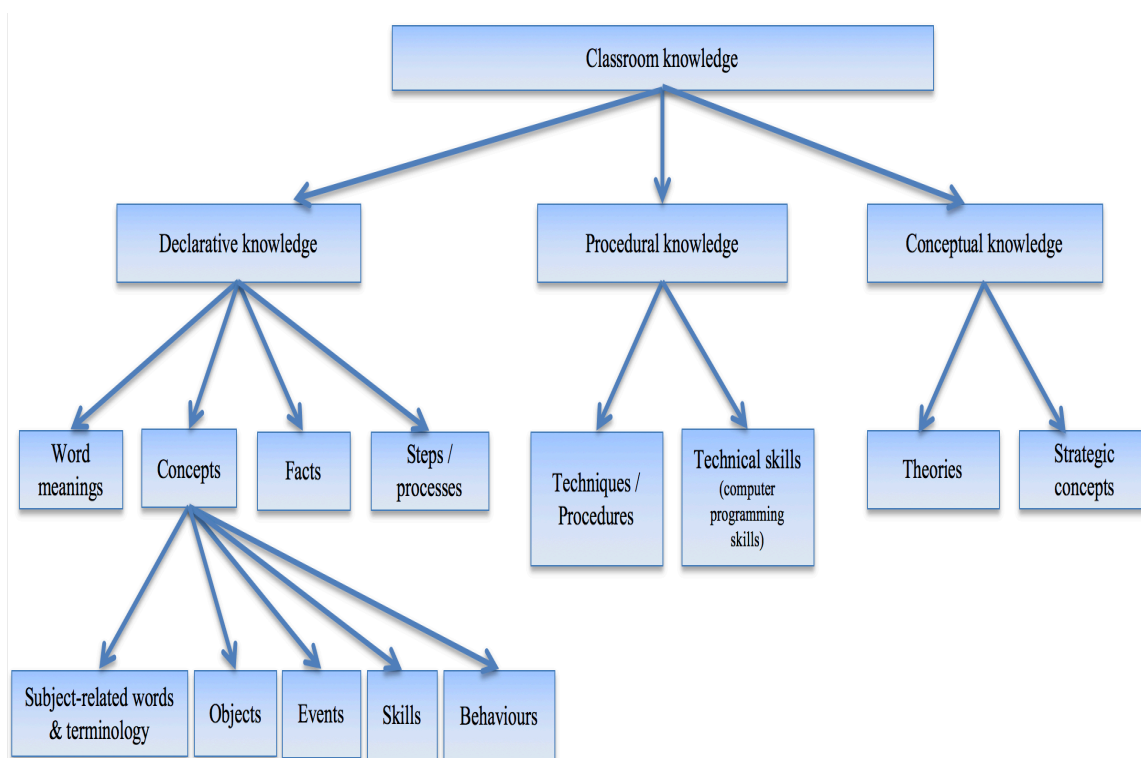 Classroom knowledge
Declarative knowledge
Procedural knowledge
Conceptual knowledge
Word
meanings
Concepts
Facts
Steps /
processes
Techniques /
Procedures
Technical skills
(computer
programming
skills)
Theories
Strategic
concepts
Subject-related words
& terminology
Objects
Events
Skills
Behaviours